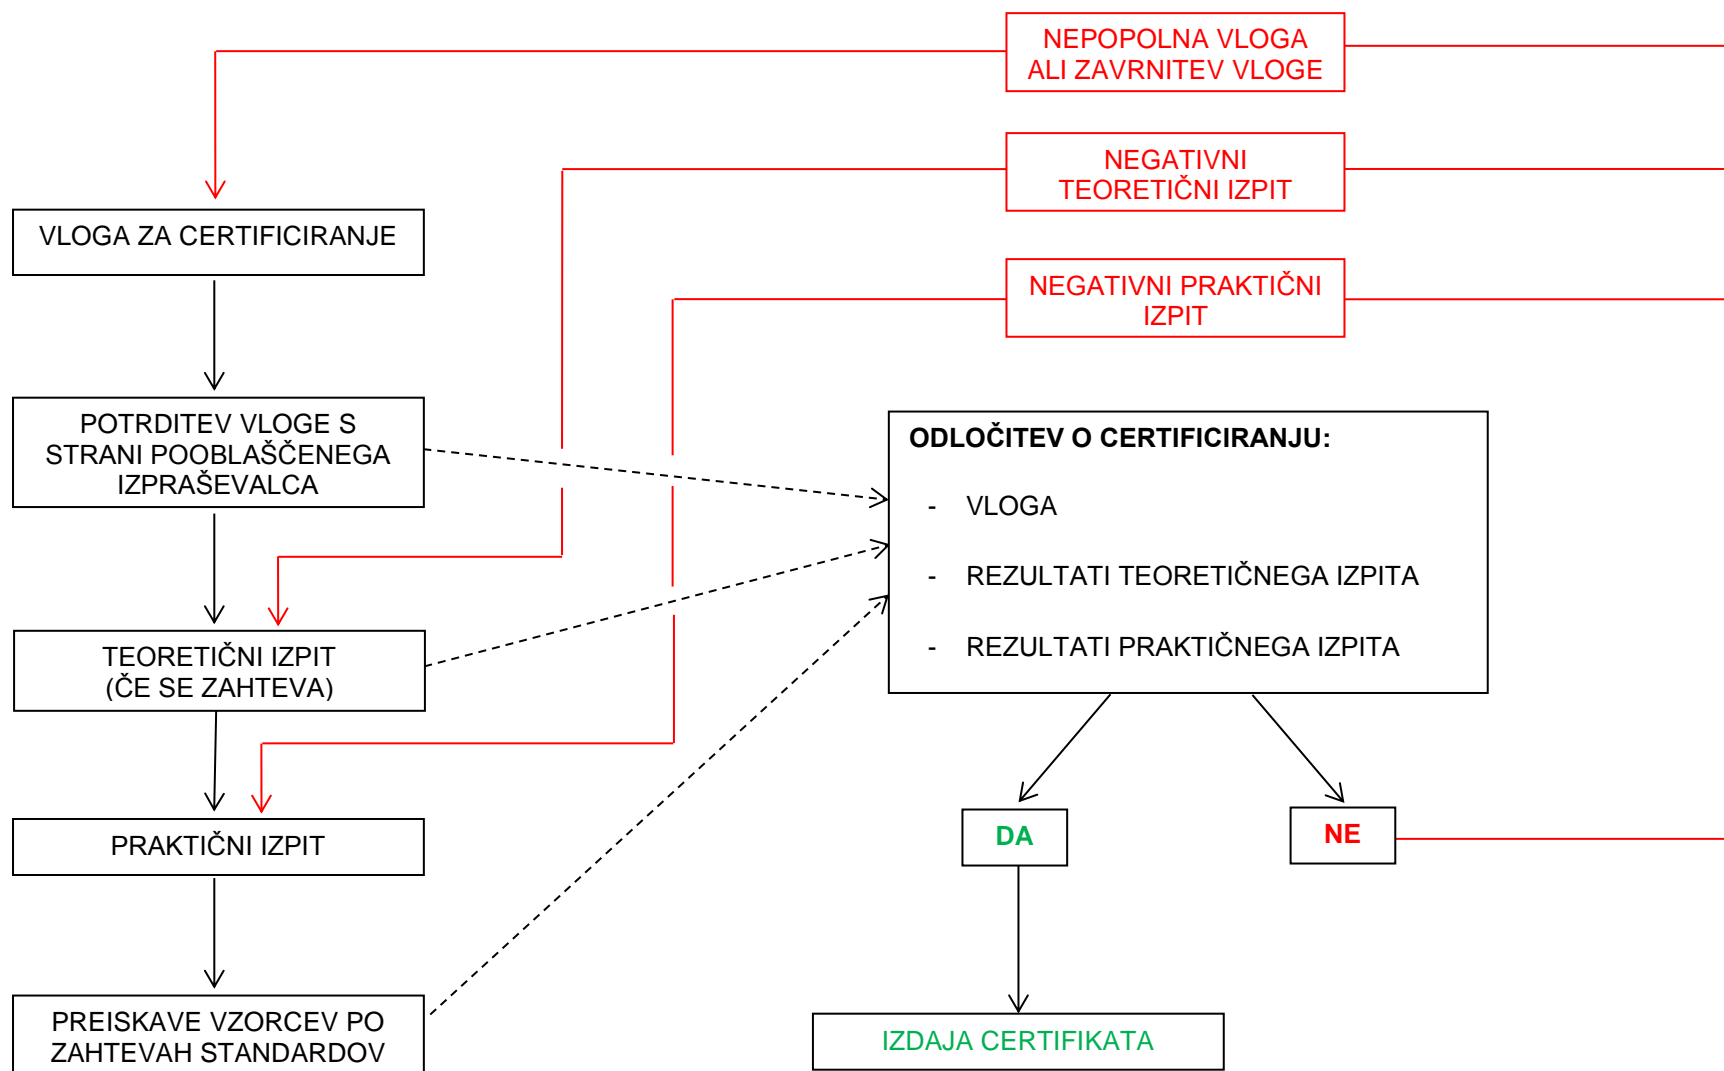 NEPOPOLNA VLOGA
ALI ZAVRNITEV VLOGE
NEGATIVNI
TEORETIČNI IZPIT
NEGATIVNI PRAKTIČNI
IZPIT
VLOGA ZA CERTIFICIRANJE
POTRDITEV VLOGE S
STRANI POOBLAŠČENEGA
IZPRAŠEVALCA
TEORETIČNI IZPIT
(ČE SE ZAHTEVA)
PRAKTIČNI IZPIT
PREISKAVE VZORCEV PO
ZAHTEVAH STANDARDOV
ODLOČITEV O CERTIFICIRANJU:
- VLOGA
- REZULTATI TEORETIČNEGA IZPITA
- REZULTATI PRAKTIČNEGA IZPITA
DA
NE
IZDAJA CERTIFIKATA